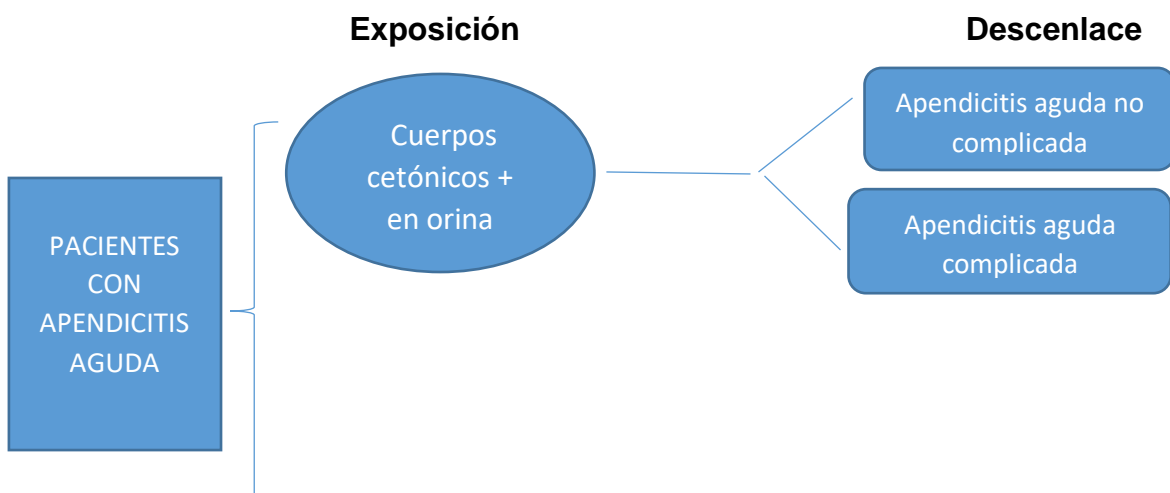 Exposición
Descenlace
PACIENTES
CON
APENDICITIS
AGUDA
Cuerpos
cetónicos +
en orina
Apendicitis aguda no
complicada
Apendicitis aguda
complicada